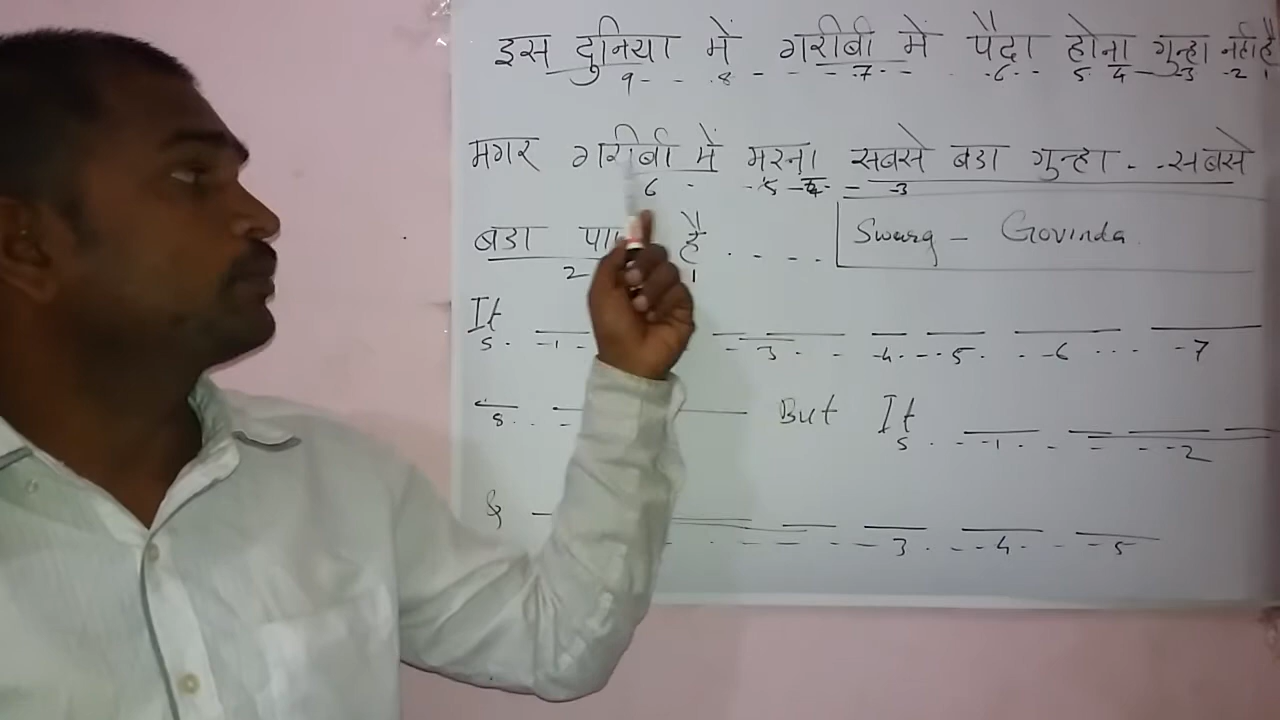 इस दुनिया में गरीबी में पैदा होना गुन्हा नहीं है
9 8 7 6 5 4 3 2 1
मगर गरीबी में मरना सबसे बडा गुन्हा - - सबसे
6 5 4 3
बडा है . . . .
2 1
Swarg - Govinda
It
S 1 3 4 5 6 7
8 But It
S 1 2
&
3 4 5